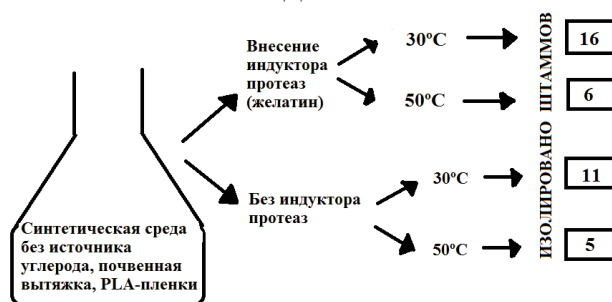 Внесение
индуктора
протеаз
(желатин)
30ºC
50ºC
16
6
Без индуктора
протеаз
30ºC
50ºC
11
5
ИЗОЛИРОВАНО ШТАММОВ
Синтетическая среда
без источника
углерода, почвенная
вытяжка, PLA-пленки